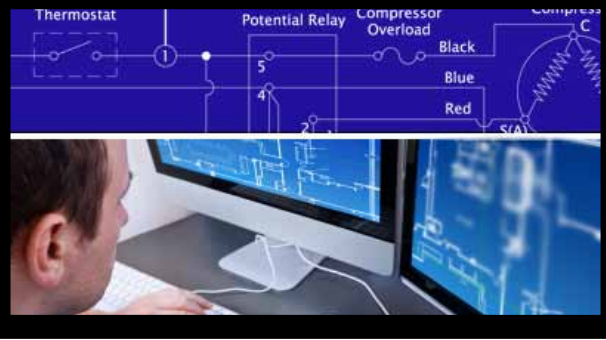 Thermostat
Potential Relay
Compressor
Overload
C
1
Black
5
Blue
4
Red
2
S(A)